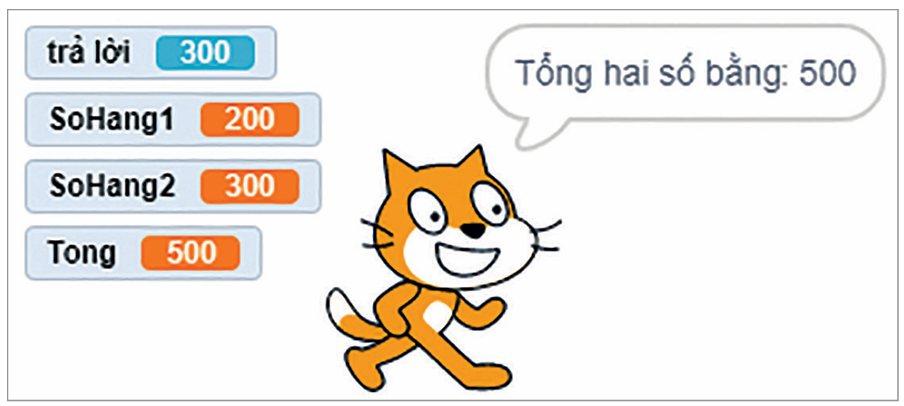 trả lời 300
Tổng hai số bằng: 500
SoHang1 200
SoHang2 300
Tong 500